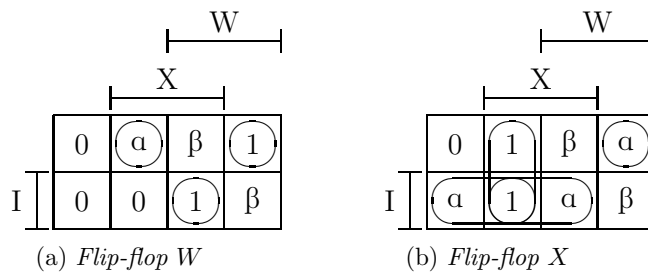 W W
X X
0 α β 1 0 1 β α
I 0 0 1 β I α 1 α β
(a) Flip-flop W (b) Flip-flop X